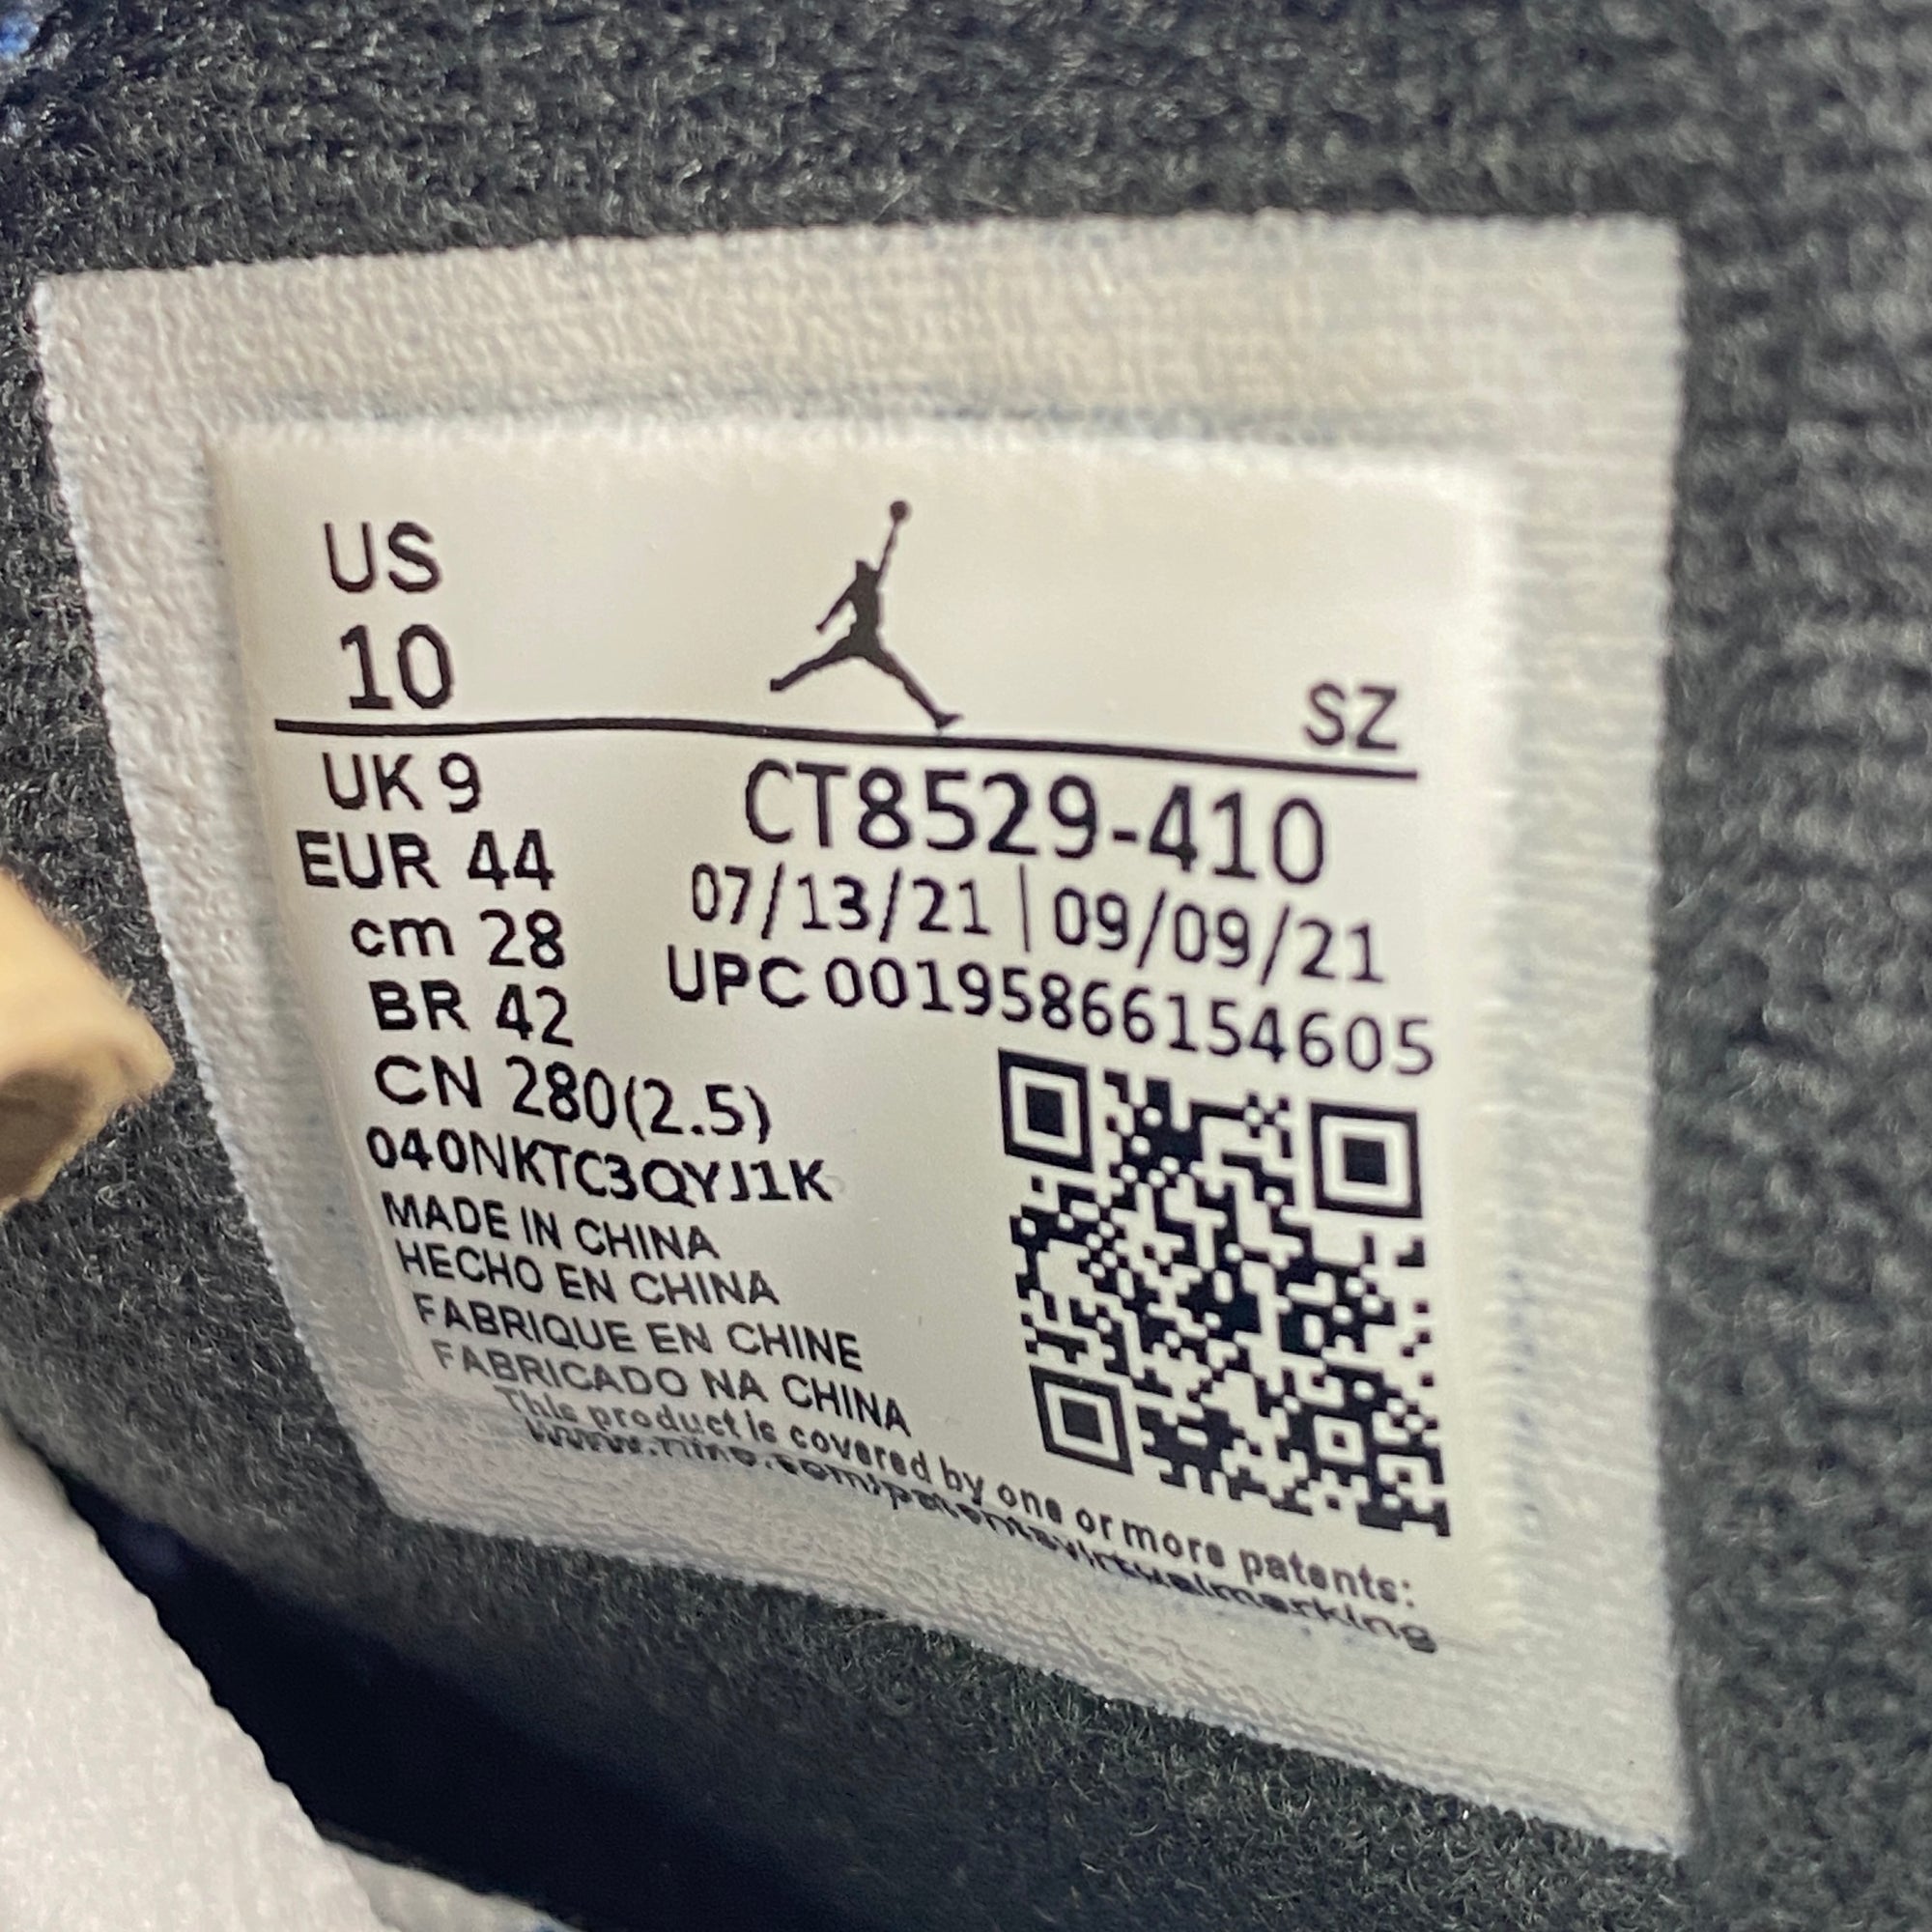 US
10
SZ
UK 9
EUR 44
cm 28
BR 42
CN 280(2.5)
CT8529-410
07/13/21 | 09/09/21
UPC 00195866154605
040NKTC3QYJ1K
MADE IN CHINA
HECHO EN CHINA
FABRIQUE EN CHINE
FABRICADO NA CHINA
This product is covered by one or more patents: